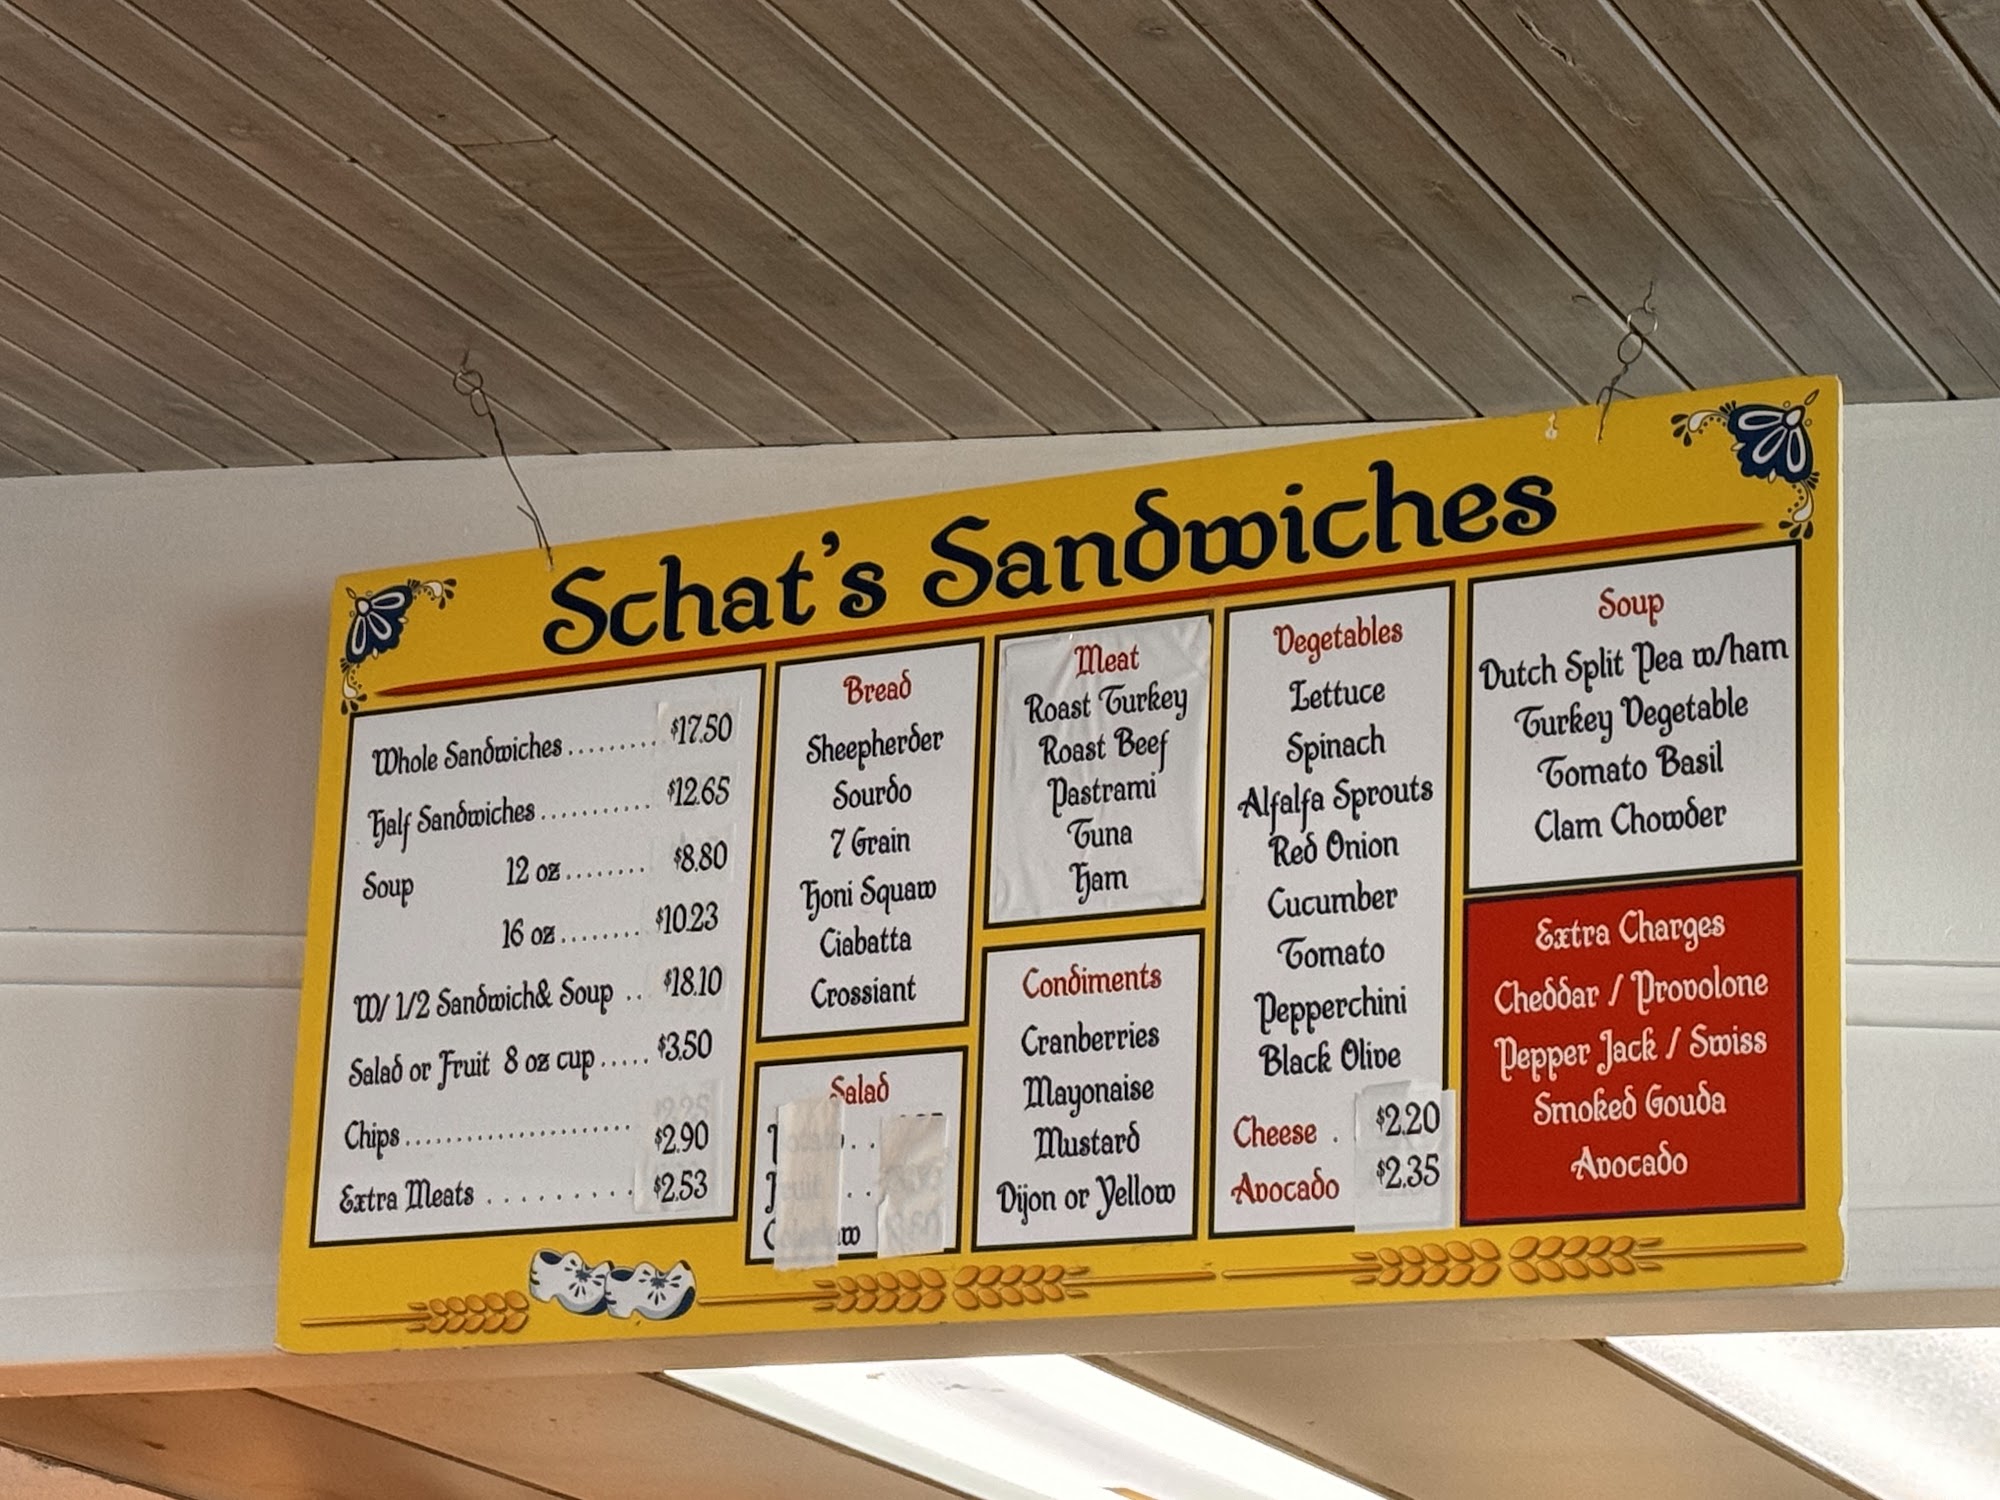 Schat's Sandwiches
Whole Sandwiches ......... $17.50
Half Sandwiches ........... $12.65
Soup 12 oz ....... $8.80
16 oz ........ $10.23
W/ 1/2 Sandwich& Soup .. $18.10
Salad or Fruit 8 oz cup ..... $3.50
Chips ...................... $2.90
Extra Meats ......... $2.53
Bread
Sheepherder
Sourdo
7 Grain
Honi Squaw
Ciabatta
Crossiant
Salad
Meat
Roast Turkey
Roast Beef
Pastrami
Tuna
Ham
Condiments
Cranberries
Mayonaise
Mustard
Dijon or Yellow
Vegetables
Lettuce
Spinach
Alfalfa Sprouts
Red Onion
Cucumber
Tomato
Pepperchini
Black Olive
Cheese . $2.20
Avocado $2.35
Soup
Dutch Split Pea w/ham
Turkey Vegetable
Tomato Basil
Clam Chowder
Extra Charges
Cheddar / Provolone
Pepper Jack / Swiss
Smoked Gouda
Avocado